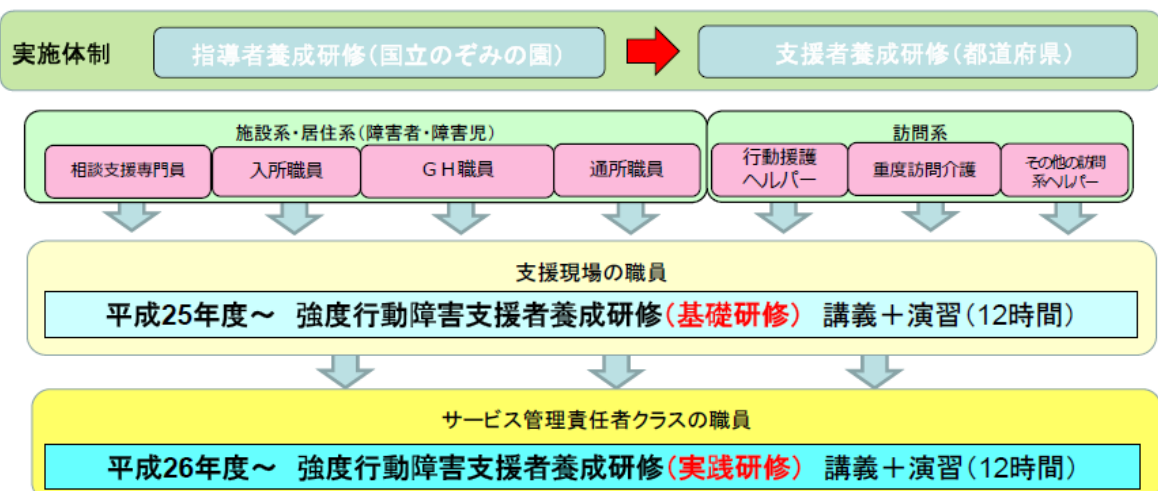 実施体制
指導者養成研修(国立のぞみの園)
支援者養成研修(都道府県)
施設系・居住系(障害者・障害児)
相談支援専門員
入所職員
GH職員
通所職員
訪問系
行動援護
ヘルパー
重度訪問介護
その他の訪問
系ヘルパー
支援現場の職員
平成25年度~ 強度行動障害支援者養成研修(基礎研修) 講義+演習(12時間)
サービス管理責任者クラスの職員
平成26年度~ 強度行動障害支援者養成研修(実践研修) 講義+演習(12時間)